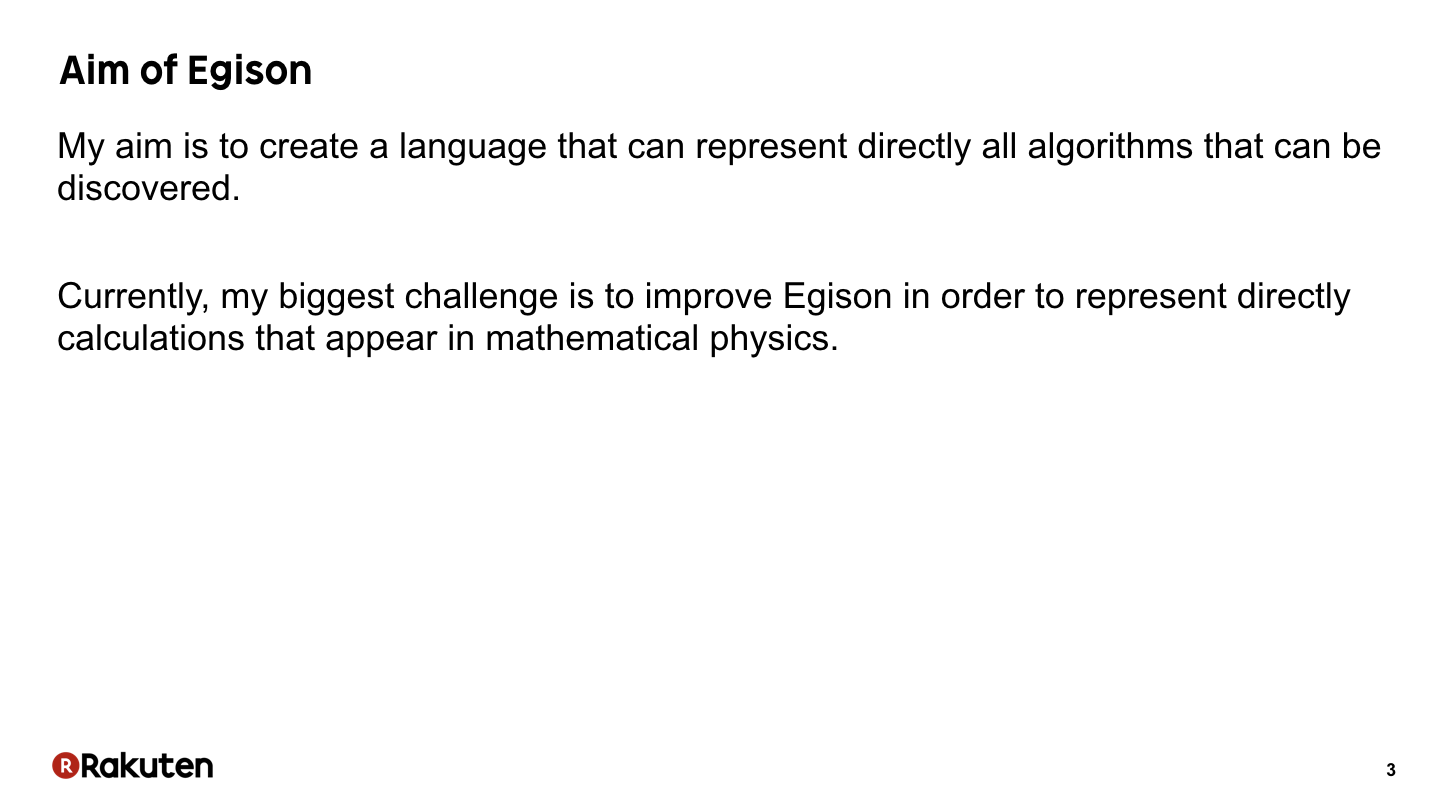 Aim of Egison
My aim is to create a language that can represent directly all algorithms that can be
discovered.
Currently, my biggest challenge is to improve Egison in order to represent directly
calculations that appear in mathematical physics.
R Rakuten
3